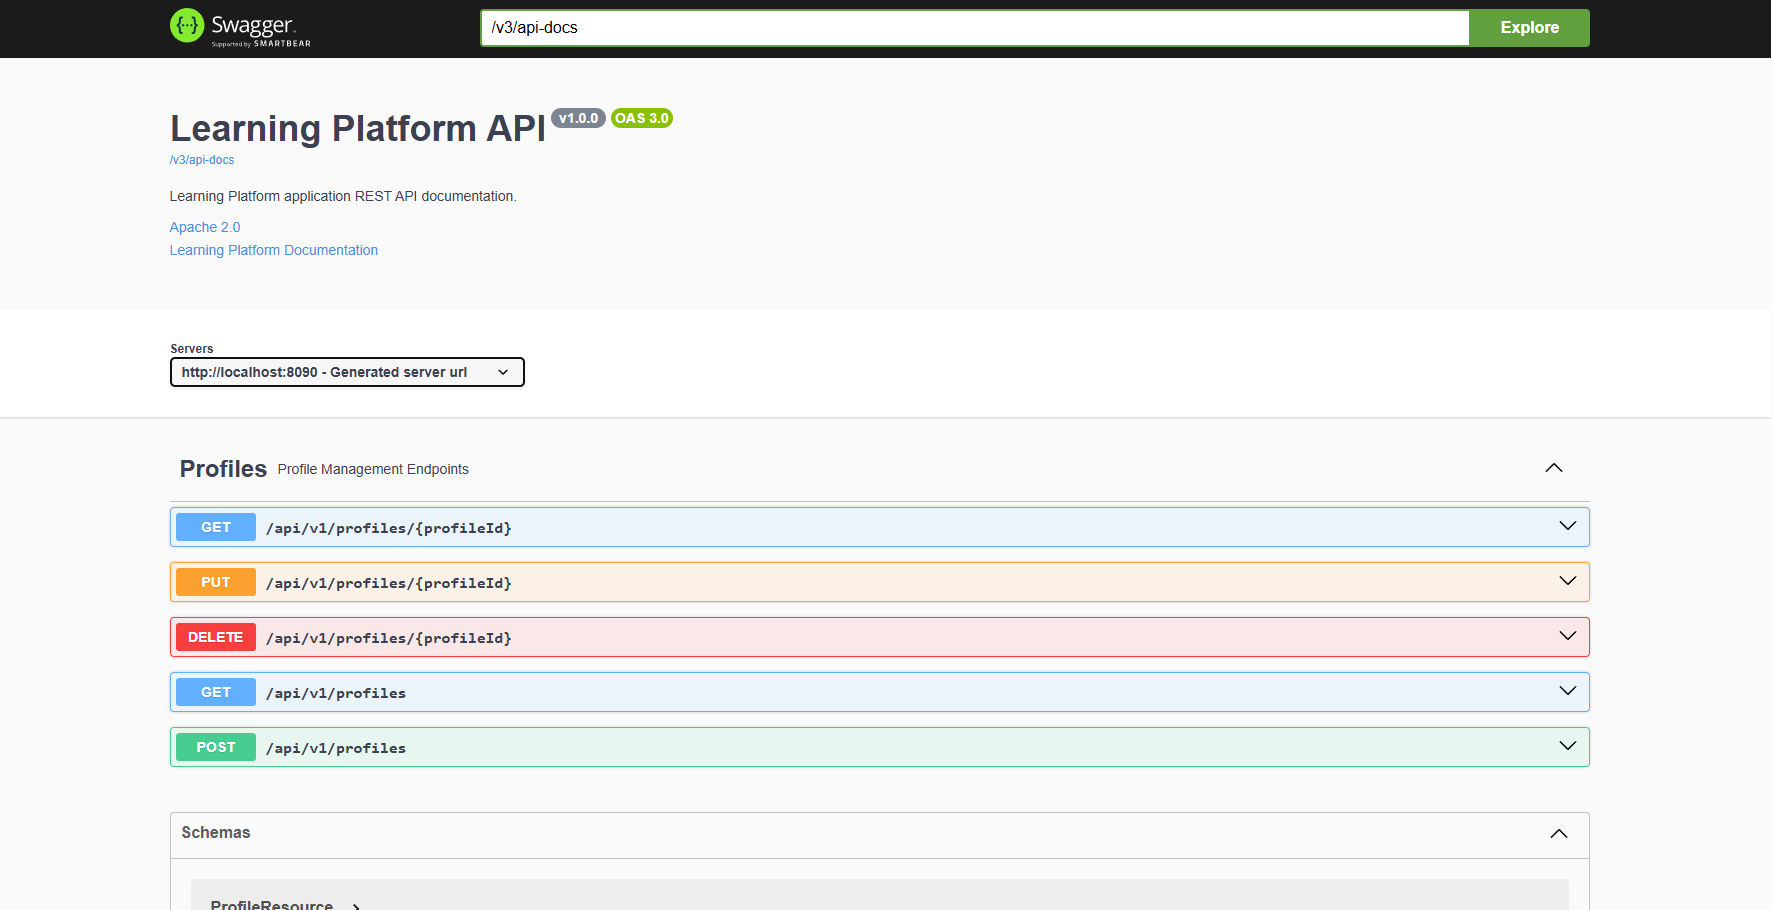 Swagger
Supported by SMARTBEAR
/v3/api-docs
Explore
Learning Platform API v1.0.0 OAS 3.0
/v3/api-docs
Learning Platform application REST API documentation.
Apache 2.0
Learning Platform Documentation
Servers
http://localhost:8090 - Generated server url
Profiles Profile Management Endpoints
GET /api/v1/profiles/{profileId}
PUT /api/v1/profiles/{profileId}
DELETE /api/v1/profiles/{profileId}
GET /api/v1/profiles
POST /api/v1/profiles
Schemas
ProfileResource